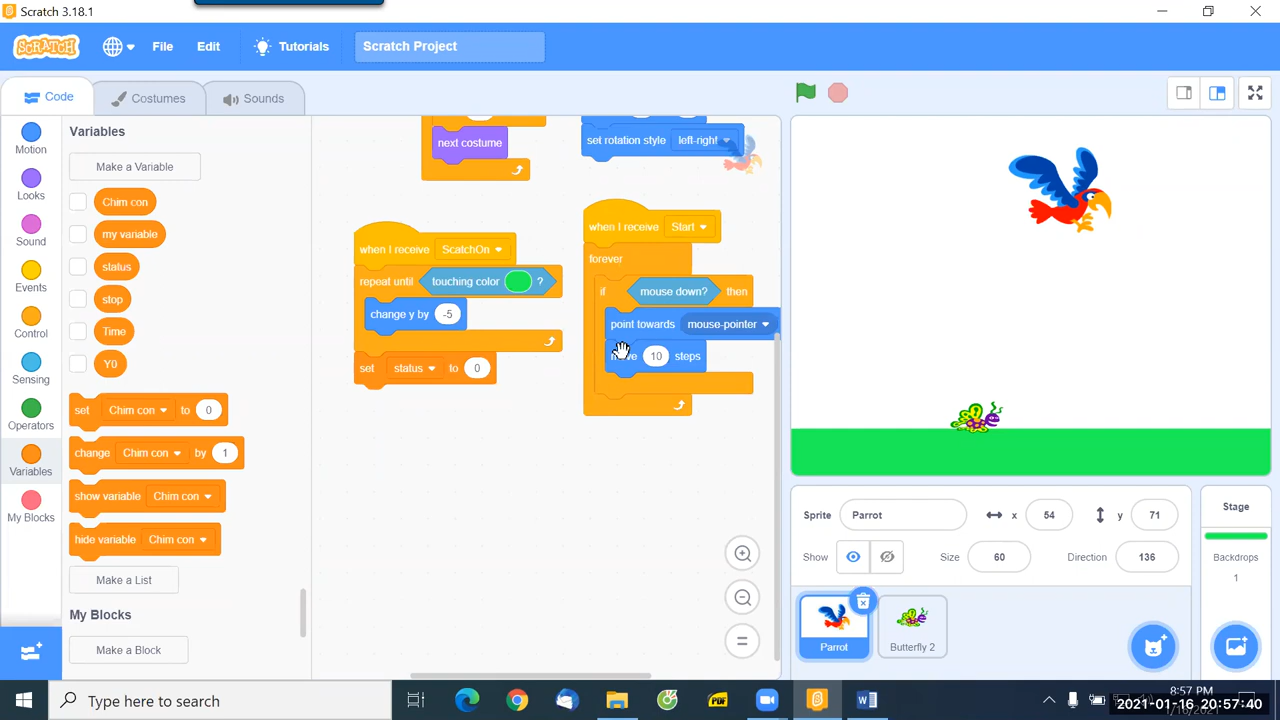 Scratch 3.18.1
SCRATCH
File
Edit
Tutorials
Scratch Project
Code
Costumes
Sounds
Motion
Looks
Sound
Events
Control
Sensing
Operators
Variables
My Blocks
Variables
Make a Variable
Chim con
my variable
status
stop
Time
Y0
set Chim con to 0
change Chim con by 1
show variable Chim con
hide variable Chim con
Make a List
My Blocks
Make a Block
next costume
set rotation style left-right
when I receive ScatchOn
repeat until touching color ?
change y by -5
set status to 0
when I receive Start
forever
if mouse down? then
point towards mouse-pointer
10 steps
Sprite Parrot x 54 y 71
Show Size 60 Direction 136
Parrot
Butterfly 2
Stage
Backdrops
1
Type here to search
PDF
8:57 PM
2021-01-16 20:57:40